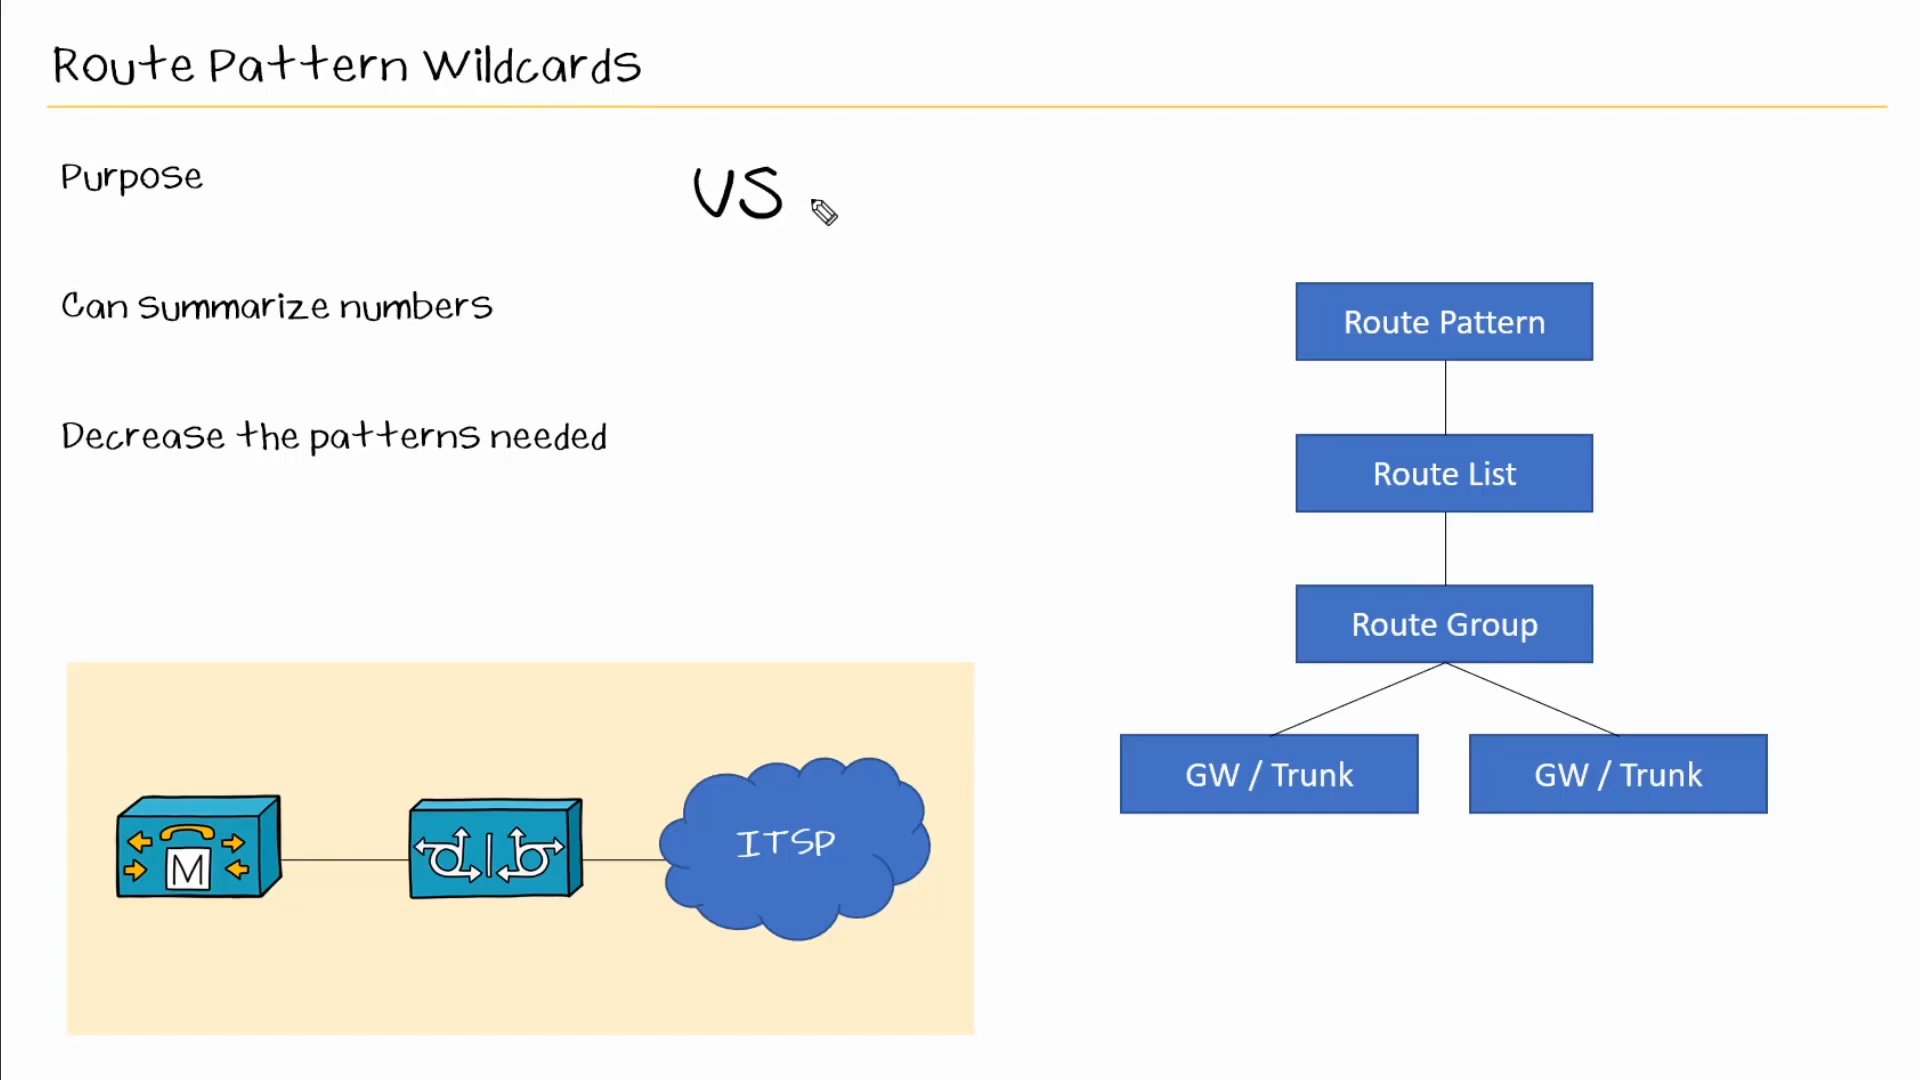 Route Pattern Wildcards
Purpose
US
Can summarize numbers
Decrease the patterns needed
Route Pattern
Route List
Route Group
GW / Trunk
GW / Trunk
M
ITSP